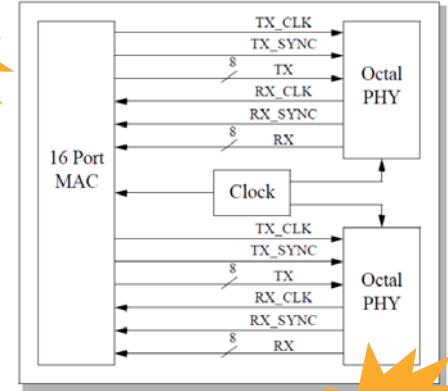 TX_CLK
TX_SYNC
8
TX
RX_CLK
RX_SYNC
8
RX
Octal
PHY
16 Port
MAC
Clock
TX_CLK
TX_SYNC
8
TX
RX_CLK
RX_SYNC
8
RX
Octal
PHY